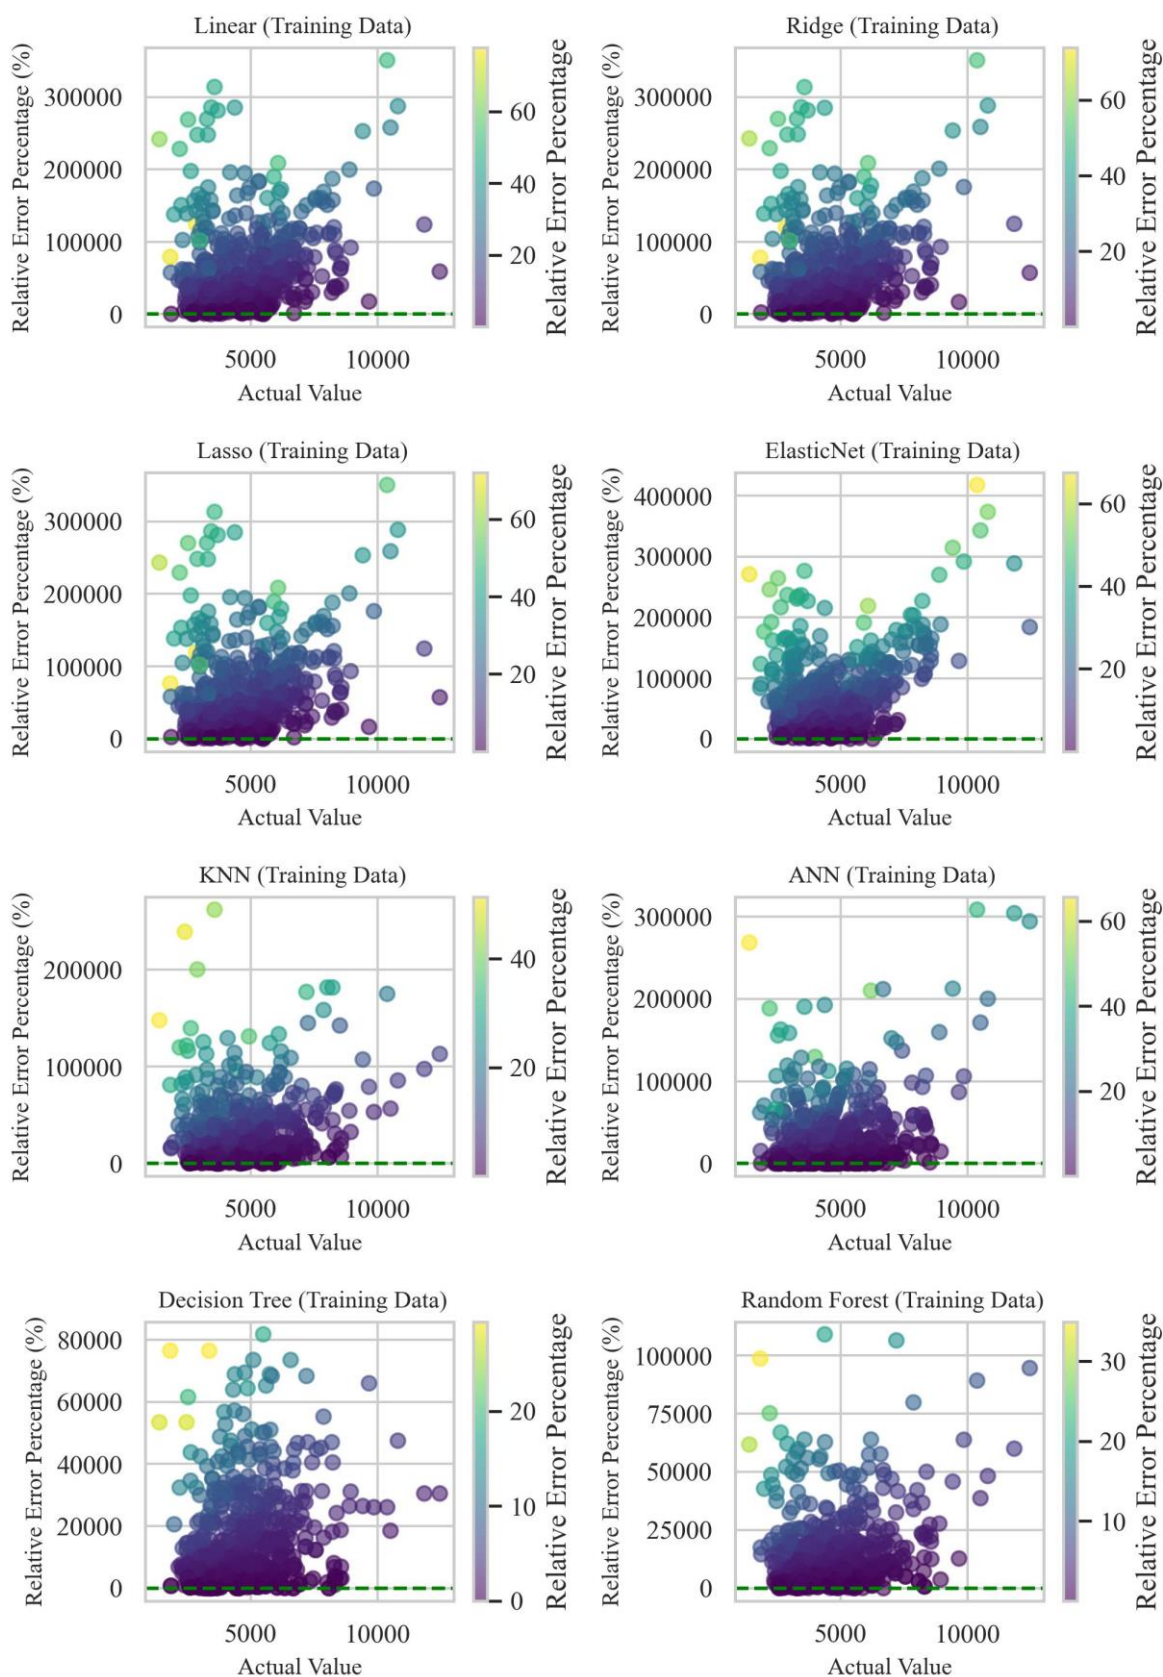 Linear (Training Data)
Relative Error Percentage (%)
300000
200000
100000
0
5000 10000
Actual Value
60
40
20
Relative Error Percentage
Ridge (Training Data)
Relative Error Percentage (%)
300000
200000
100000
0
5000 10000
Actual Value
60
40
20
Relative Error Percentage
Lasso (Training Data)
Relative Error Percentage (%)
300000
200000
100000
0
5000 10000
Actual Value
60
40
20
Relative Error Percentage
ElasticNet (Training Data)
Relative Error Percentage (%)
400000
300000
200000
100000
0
5000 10000
Actual Value
60
40
20
Relative Error Percentage
KNN (Training Data)
Relative Error Percentage (%)
200000
100000
0
5000 10000
Actual Value
40
20
Relative Error Percentage
ANN (Training Data)
Relative Error Percentage (%)
300000
200000
100000
0
5000 10000
Actual Value
60
40
20
Relative Error Percentage
Decision Tree (Training Data)
Relative Error Percentage (%)
80000
60000
40000
20000
0
5000 10000
Actual Value
20
10
0
Relative Error Percentage
Random Forest (Training Data)
Relative Error Percentage (%)
100000
75000
50000
25000
0
5000 10000
Actual Value
30
20
10
Relative Error Percentage